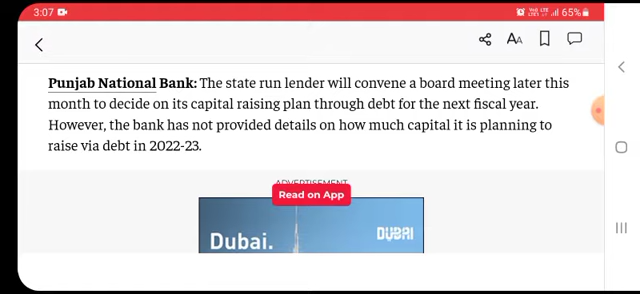 3:07
65%
AA
Punjab National Bank: The state run lender will convene a board meeting later this
month to decide on its capital raising plan through debt for the next fiscal year.
However, the bank has not provided details on how much capital it is planning to
raise via debt in 2022-23.
ADVERTISEMENT
Read on App
Dubai.
DUBAI